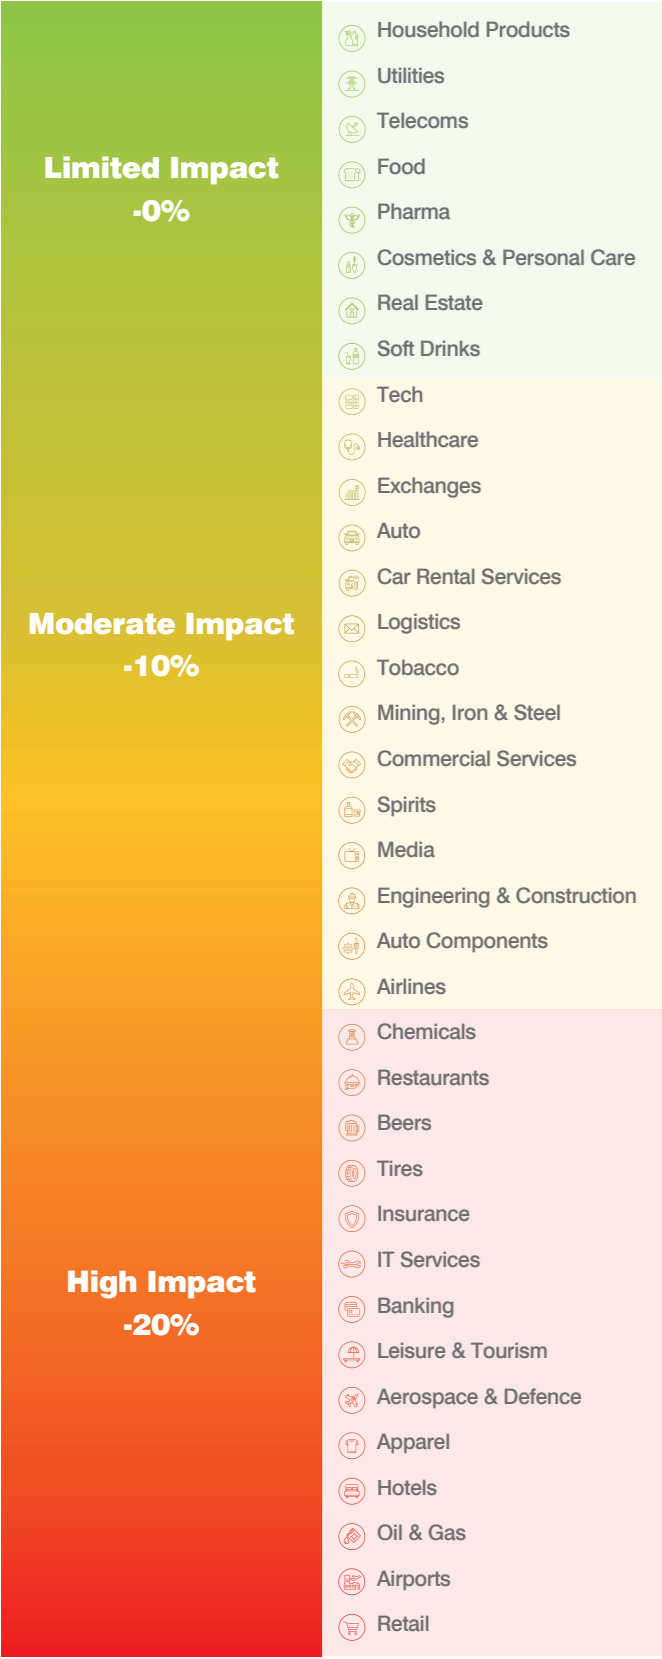 Limited Impact
-0%
Household Products
Utilities
Telecoms
Food
Pharma
Cosmetics & Personal Care
Real Estate
Soft Drinks
Moderate Impact
-10%
Tech
Healthcare
Exchanges
Auto
Car Rental Services
Logistics
Tobacco
Mining, Iron & Steel
Commercial Services
Spirits
Media
Engineering & Construction
Auto Components
Airlines
High Impact
-20%
Chemicals
Restaurants
Beers
Tires
Insurance
IT Services
Banking
Leisure & Tourism
Aerospace & Defence
Apparel
Hotels
Oil & Gas
Airports
Retail